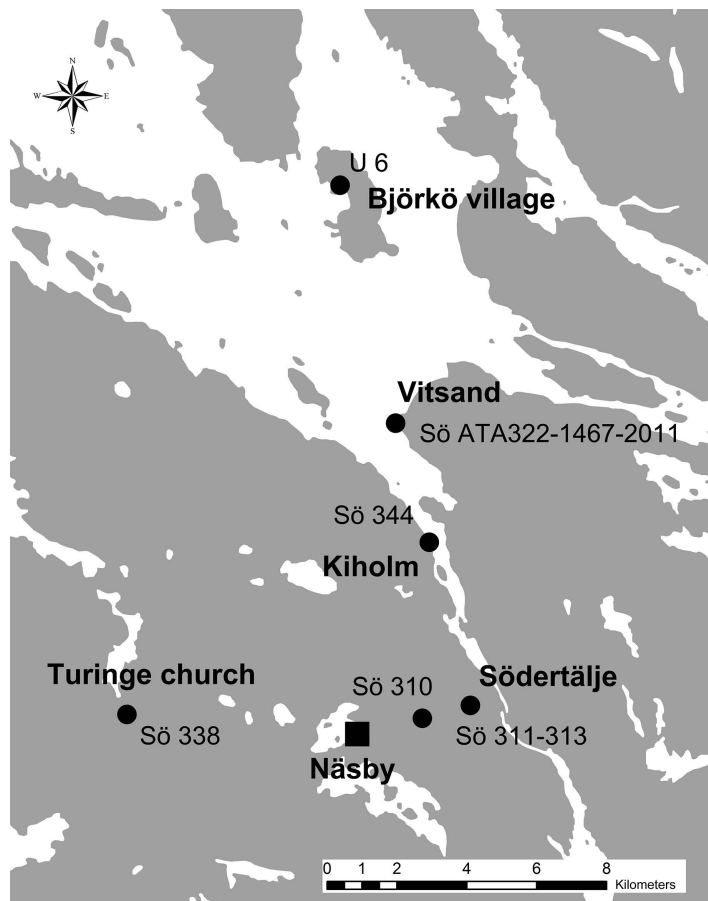 N
W E
S
U 6
Björkö village
Vitsand
Sö ATA322-1467-2011
Sö 344
Kiholm
Turinge church
Sö 338
Sö 310
Södertälje
Sö 311-313
Näsby
0 1 2 4 6 8
Kilometers